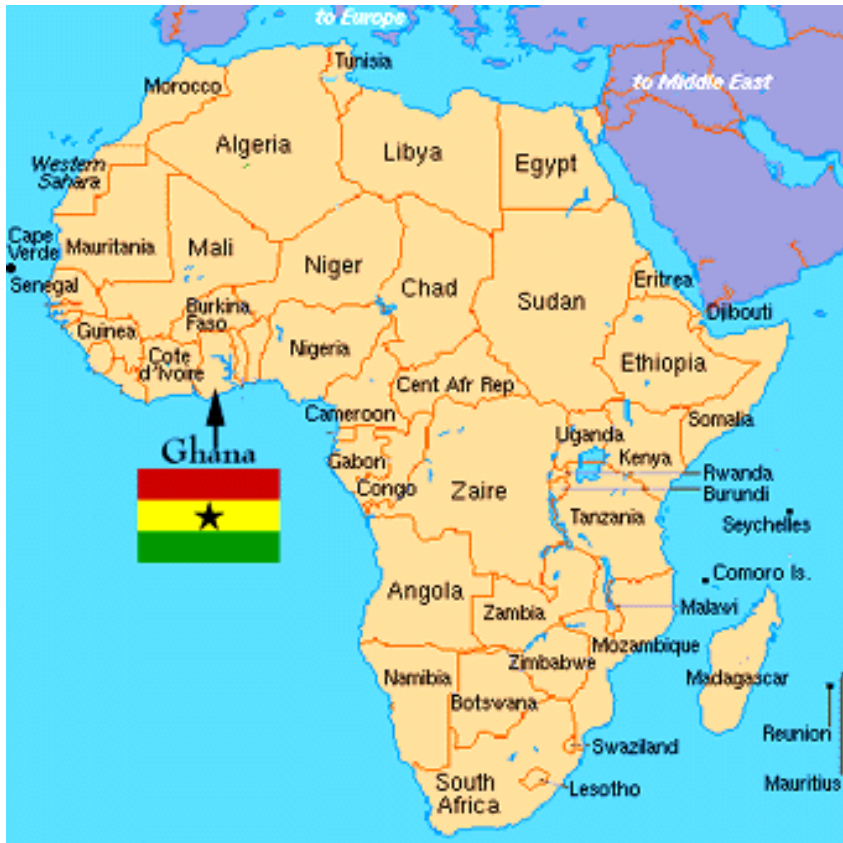 to Europe
Tunisia
to Middle East
Morocco
Algeria
Libya
Egypt
Western
Sahara
Cape
Verde
Mauritania
Mali
Niger
Chad
Sudan
Eritrea
Senegal
Burkina
Faso
Djibouti
Guinea
Nigeria
Cote
d'Ivoire
Ethiopia
Cent Afr Rep
Cameroon
Somalia
Ghana
Uganda
Kenya
Gabon
Rwanda
Congo
Zaire
Burundi
Tanzania
Seychelles
Comoro Is.
Angola
Zambia
Malawi
Mozambique
Zimbabwe
Namibia
Madagascar
Botswana
Reunion
Swaziland
South
Africa
Lesotho
Mauritius